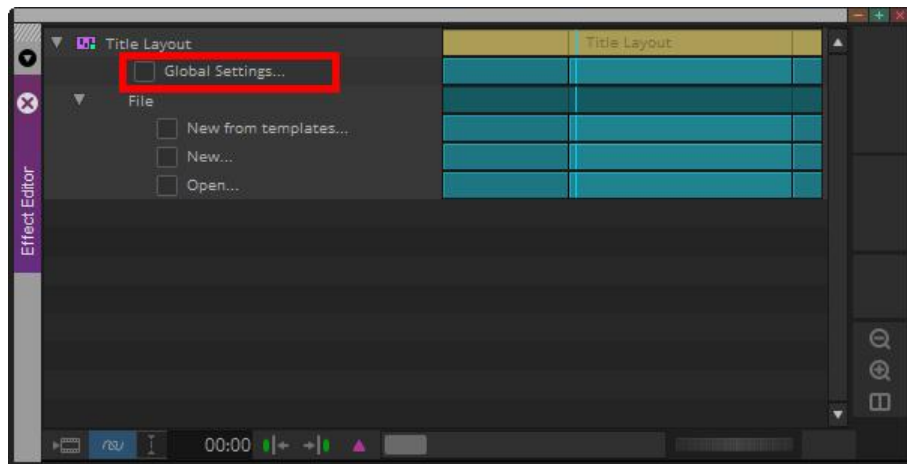 Title Layout
Title Layout
Global Settings...
File
New from templates...
New...
Open...
Effect Editor
00:00